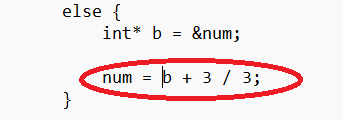 else {
int* b = &num;
num = b + 3 / 3;
}